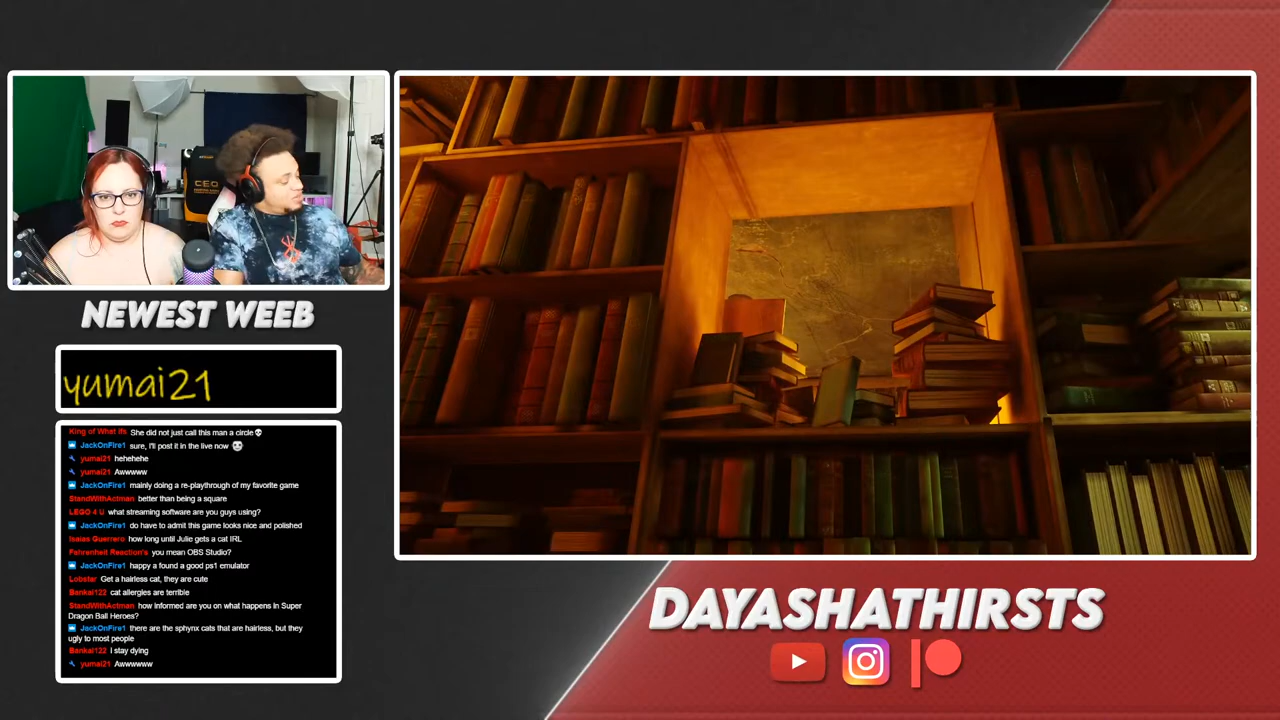 CEO
NEWEST WEEB
yumai21
King of What ifs She did not just call this man a circle💀
JackOnFire1 sure, I'll post it in the live now
yumai21 hehehehe
yumai21 Awwwww
JackOnFire1 mainly doing a re-playthrough of my favorite game
StandWithActman better than being a square
LEGO 4 U what streaming software are you guys using?
JackOnFire1 do have to admit this game looks nice and polished
Isaias Guerrero how long until Julie gets a cat IRL
Fahrenheit Reaction's you mean OBS Studio?
JackOnFire1 happy a found a good ps1 emulator
Lobster Get a hairless cat, they are cute
Bankai122 cat allergies are terrible
StandWithActman how informed are you on what happens in Super
Dragon Ball Heroes?
JackOnFire1 there are the sphynx cats that are hairless, but they
ugly to most people
Bankai122 I stay dying
yumai21 Awwwwww
DAYASHATHIRSTS